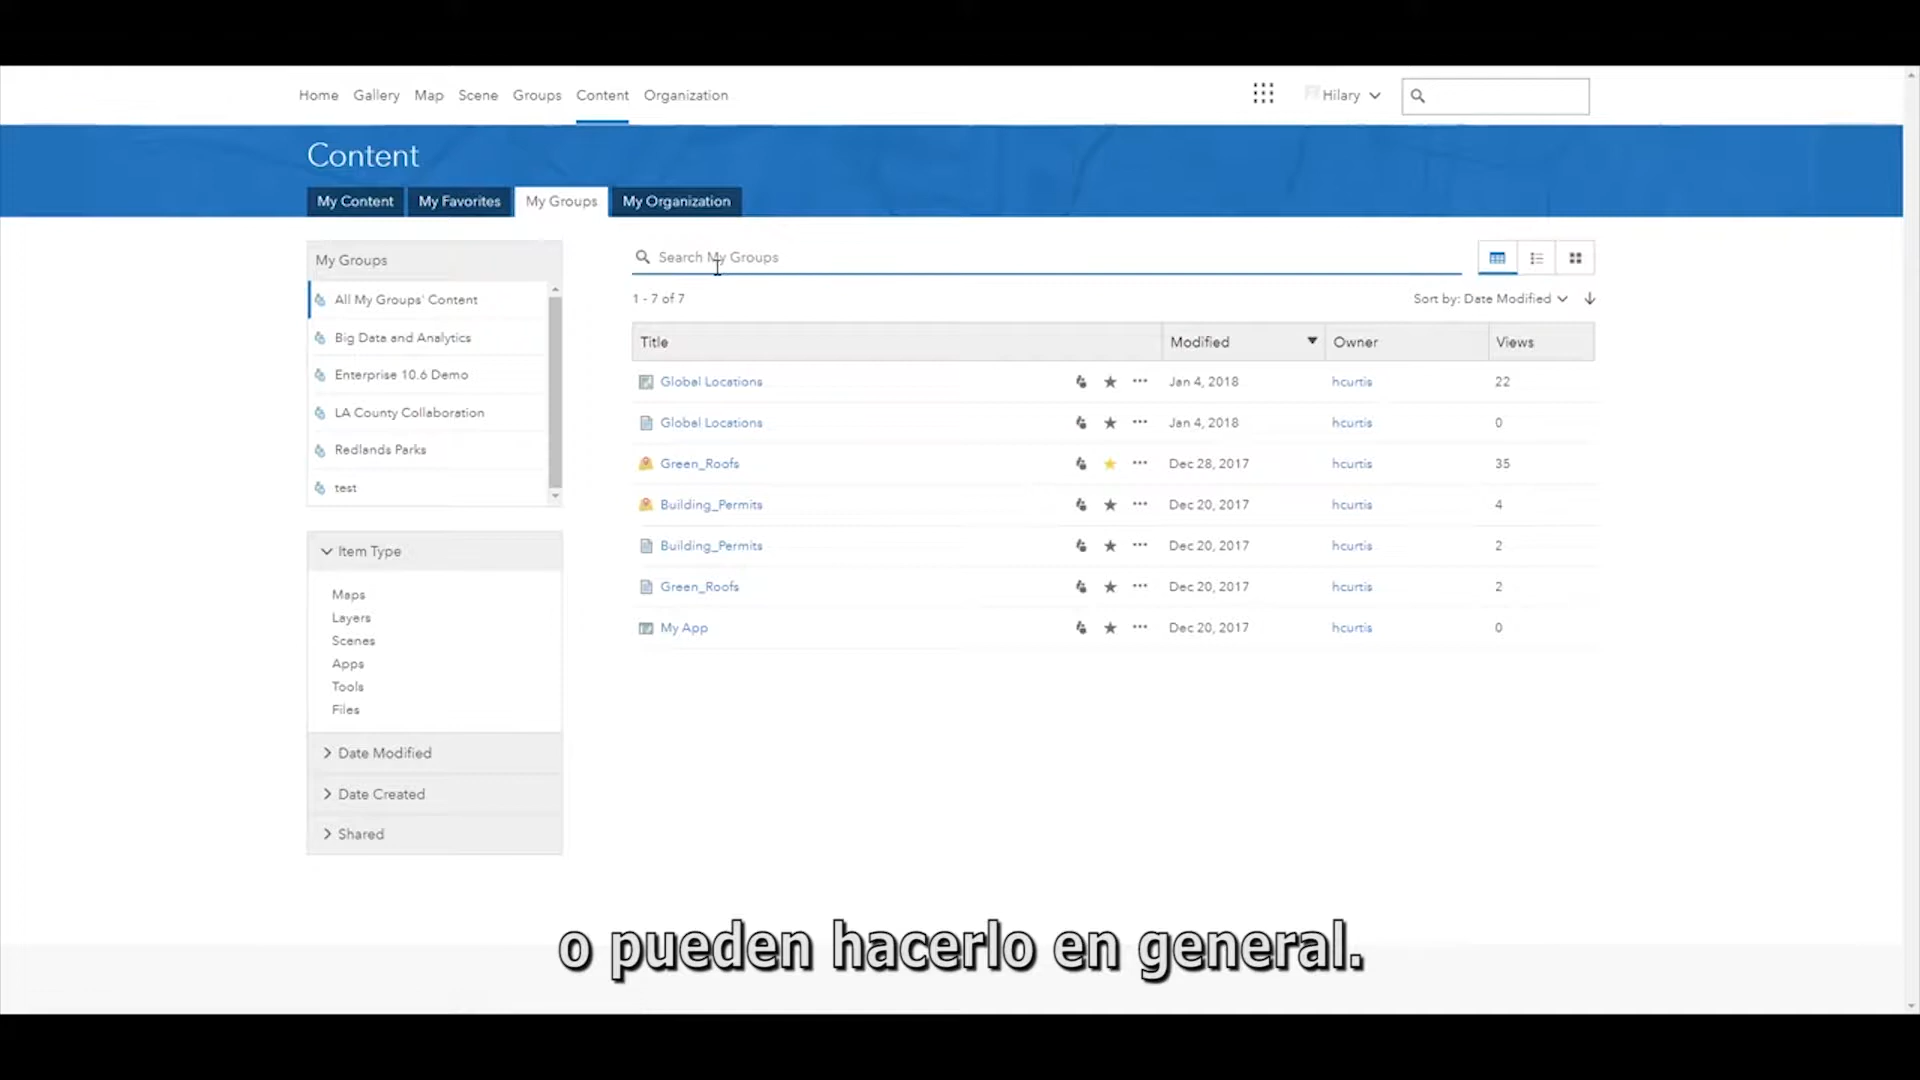 Home Gallery Map Scene Groups Content Organization Hilary
Content
My Content My Favorites My Groups My Organization
My Groups
All My Groups' Content
Big Data and Analytics
Enterprise 10.6 Demo
LA County Collaboration
Redlands Parks
test
Item Type
Maps
Layers
Scenes
Apps
Tools
Files
Date Modified
Date Created
Shared
Search My Groups
1 - 7 of 7 Sort by: Date Modified
Title Modified Owner Views
Global Locations Jan 4, 2018 hcurtis 22
Global Locations Jan 4, 2018 hcurtis 0
Green_Roofs Dec 28, 2017 hcurtis 35
Building_Permits Dec 20, 2017 hcurtis 4
Building_Permits Dec 20, 2017 hcurtis 2
Green_Roofs Dec 20, 2017 hcurtis 2
My App Dec 20, 2017 hcurtis 0
o pueden hacerlo en general.